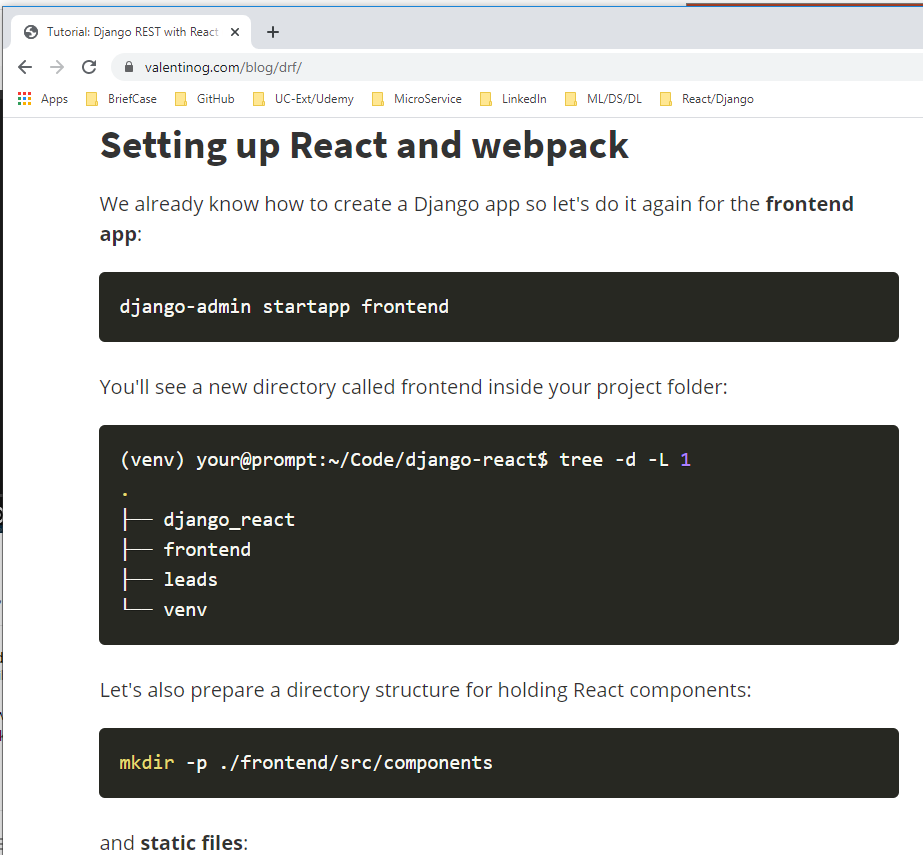 Tutorial: Django REST with React
valentinog.com/blog/drf/
Apps BriefCase GitHub UC-Ext/Udemy MicroService LinkedIn ML/DS/DL React/Django
Setting up React and webpack
We already know how to create a Django app so let's do it again for the frontend
app:
django-admin startapp frontend
You'll see a new directory called frontend inside your project folder:
(venv) your@prompt:~/Code/django-react$ tree -d -L 1
.
├── django_react
├── frontend
├── leads
└── venv
Let's also prepare a directory structure for holding React components:
mkdir -p ./frontend/src/components
and static files: